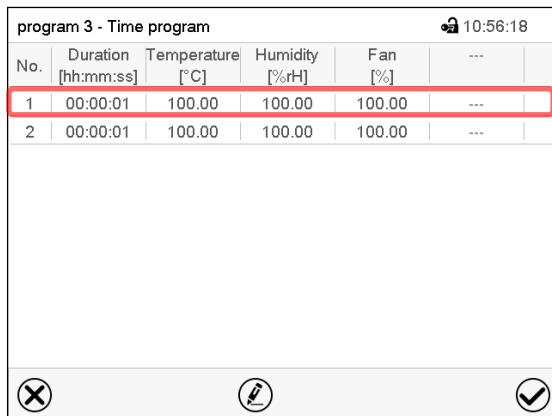 program 3 - Time program 10:56:18
No. Duration [hh:mm:ss] Temperature [°C] Humidity [%rH] Fan [%] ---
1 00:00:01 100.00 100.00 100.00 ---
2 00:00:01 100.00 100.00 100.00 ---